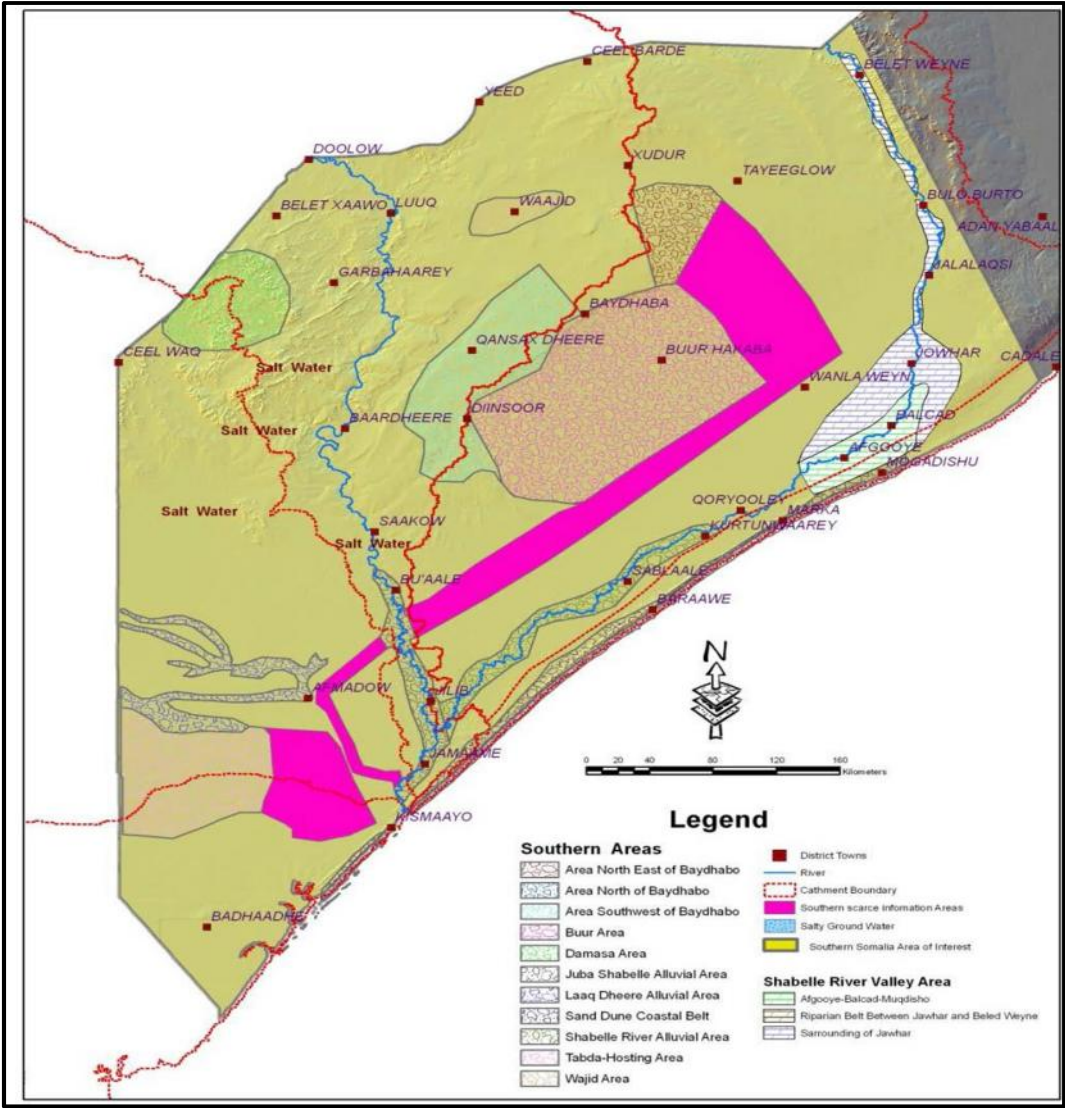 CEEL BARDE
BELET WEYNE
YEED
DOOLOW
XUDUR
TAYEEGLOW
BELET XAAWO
LUUQ
WAAJID
BULO BURTO
ADAN YABAAL
GARBAHAAREY
JALALAQSI
BAYDHABA
QANSAX DHEERE
BUUR HAKABA
JOWHAR
CADALE
CEEL WAQ
Salt Water
WANLA WEYN
DIINSOOR
BAARDHEERE
Salt Water
BALCAD
AFGOOYE
MOGADISHU
QORYOOLEY
MARKA
Salt Water
SAAKOW
KURTUNWAAREY
Salt Water
BU'AALE
SABLAALE
BARAAWE
N
AFMADOW
JILIB
JAMAAME
0 20 40 80 120 160
Kilometers
KISMAAYO
BADHAADHE
Legend
Southern Areas
Area North East of Baydhabo
Area North of Baydhabo
Area Southwest of Baydhabo
Buur Area
Damasa Area
Juba Shabelle Alluvial Area
Laaq Dheere Alluvial Area
Sand Dune Coastal Belt
Shabelle River Alluvial Area
Tabda-Hosting Area
Wajid Area
District Towns
River
Cathment Boundary
Southern scarce infomation Areas
Salty Ground Water
Southern Somalia Area of Interest
Shabelle River Valley Area
Afgooye-Balcad-Muqdisho
Riparian Belt Between Jawhar and Beled Weyne
Sarrounding of Jawhar